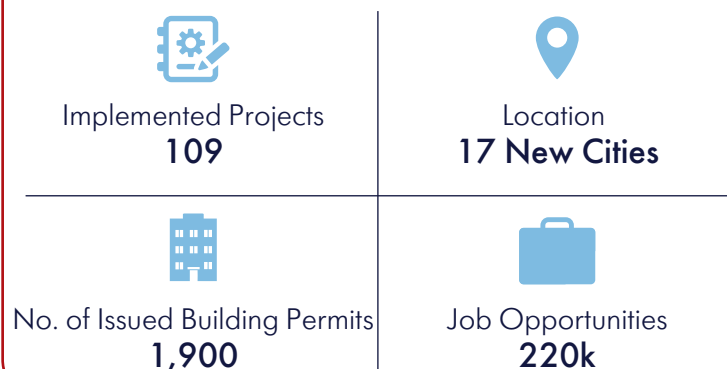 Implemented Projects
109
Location
17 New Cities
No. of Issued Building Permits
1,900
Job Opportunities
220k